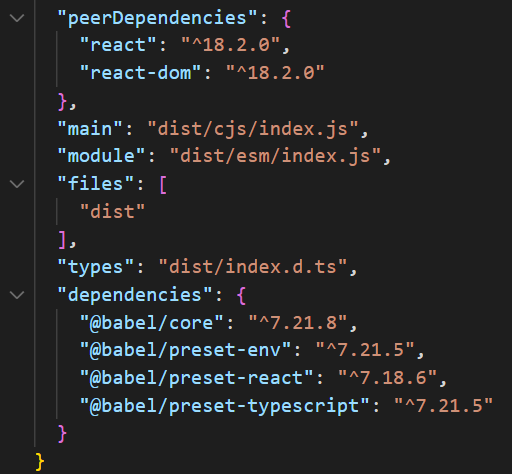 "peerDependencies": {
"react": "^18.2.0",
"react-dom": "^18.2.0"
},
"main": "dist/cjs/index.js",
"module": "dist/esm/index.js",
"files": [
"dist"
],
"types": "dist/index.d.ts",
"dependencies": {
"@babel/core": "^7.21.8",
"@babel/preset-env": "^7.21.5",
"@babel/preset-react": "^7.18.6",
"@babel/preset-typescript": "^7.21.5"
}
}